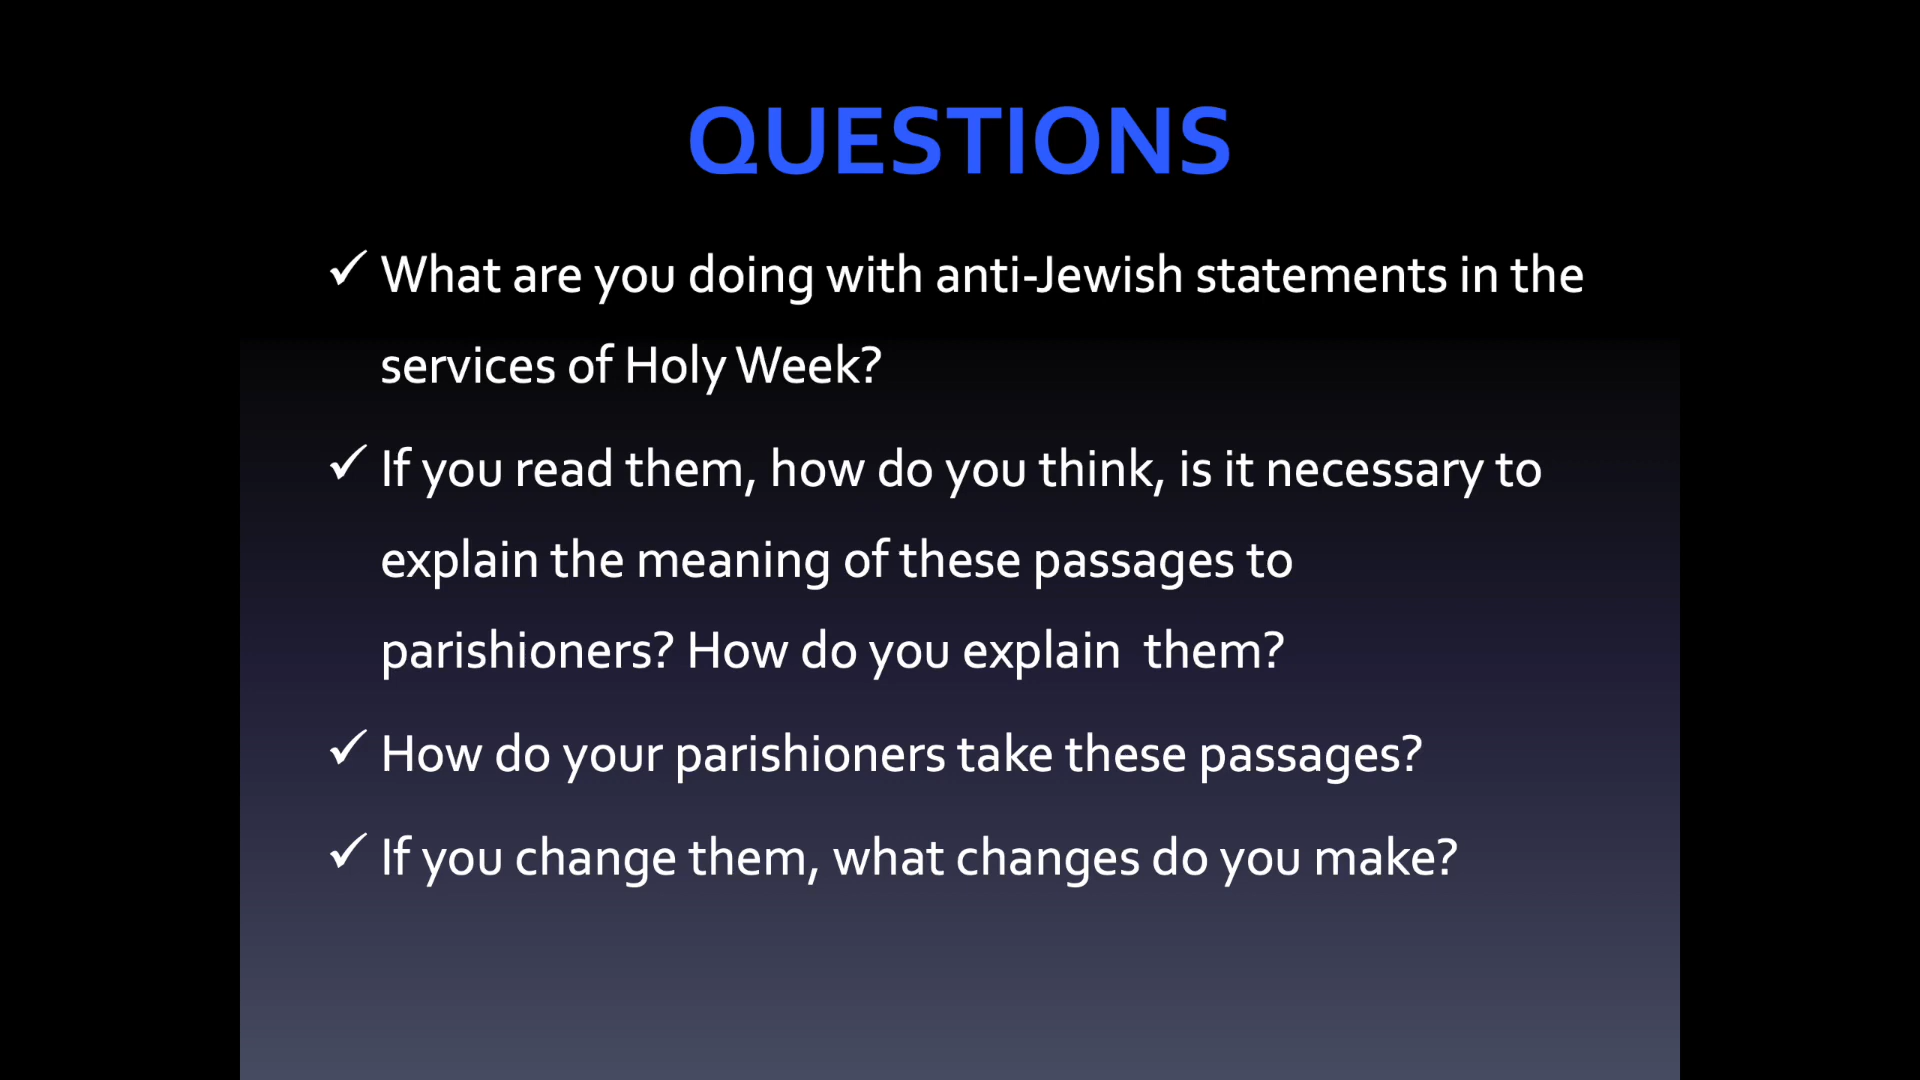 QUESTIONS
✓ What are you doing with anti-Jewish statements in the
services of Holy Week?
✓ If you read them, how do you think, is it necessary to
explain the meaning of these passages to
parishioners? How do you explain  them?
✓ How do your parishioners take these passages?
✓ If you change them, what changes do you make?